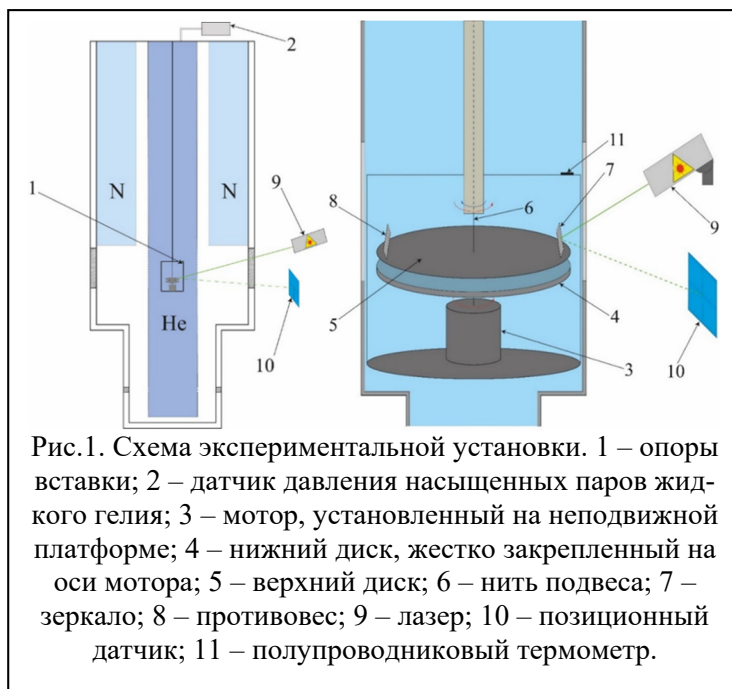 2
11
7
8
1
N
N
9
6
9
He
10
5
4
3
10
Рис.1. Схема экспериментальной установки. 1 – опоры
вставки; 2 – датчик давления насыщенных паров жид-
кого гелия; 3 – мотор, установленный на неподвижной
платформе; 4 – нижний диск, жестко закрепленный на
оси мотора; 5 – верхний диск; 6 – нить подвеса; 7 –
зеркало; 8 – противовес; 9 – лазер; 10 – позиционный
датчик; 11 – полупроводниковый термометр.